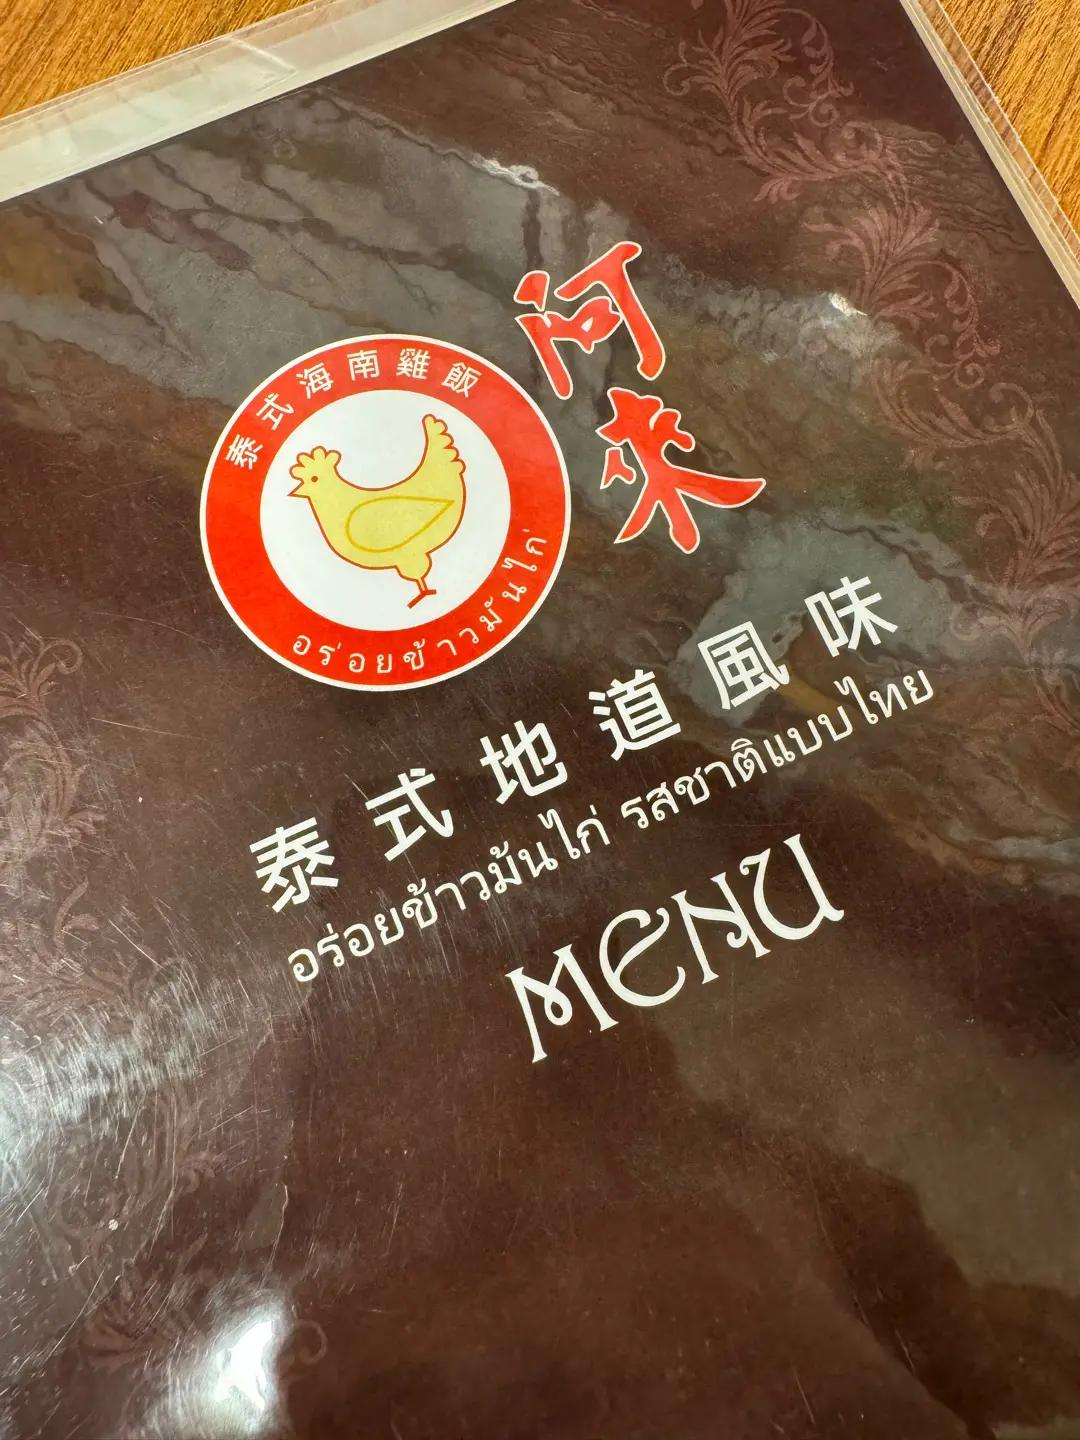 阿來
泰式海南雞飯
อร่อยข้าวมันไก่
泰式地道風味
อร่อยข้าวมันไก่ รสชาติแบบไทย
MENU